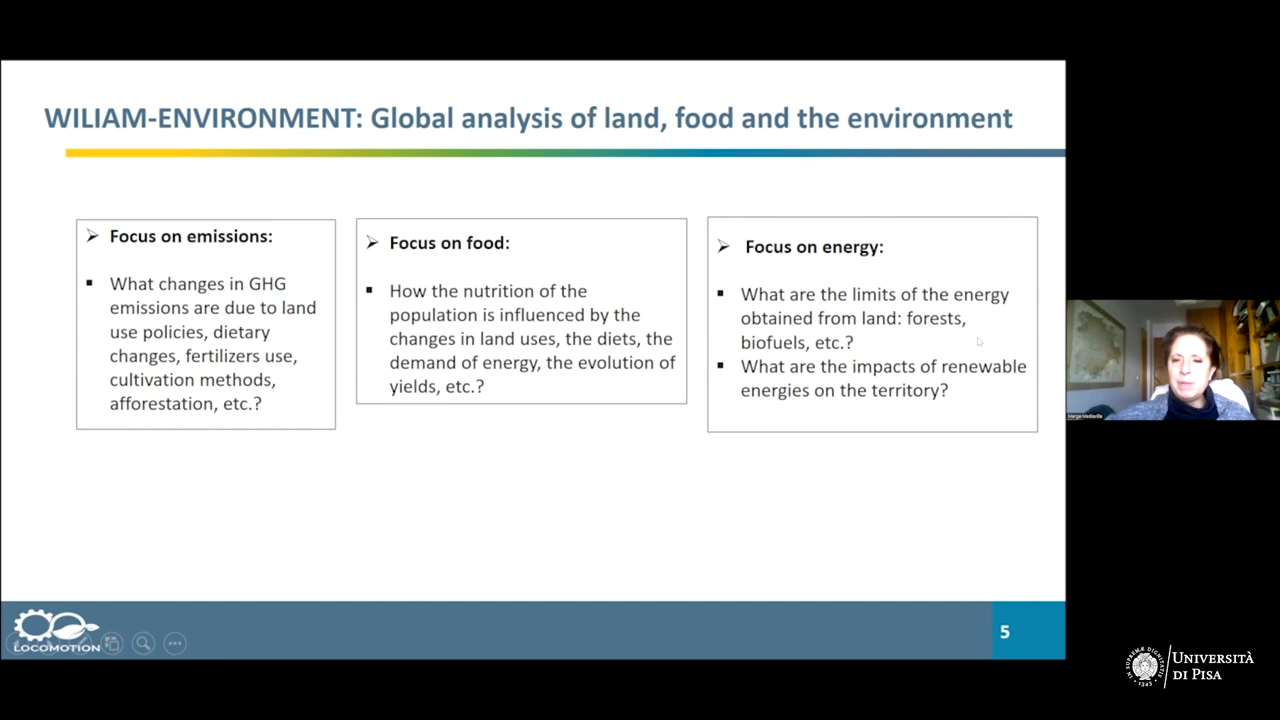 WILIAM-ENVIRONMENT: Global analysis of land, food and the environment
Focus on emissions:
What changes in GHG
emissions are due to land
use policies, dietary
changes, fertilizers use,
cultivation methods,
afforestation, etc.?
Focus on food:
How the nutrition of the
population is influenced by the
changes in land uses, the diets, the
demand of energy, the evolution of
yields, etc.?
Focus on energy:
What are the limits of the energy
obtained from land: forests,
biofuels, etc.?
What are the impacts of renewable
energies on the territory?
LOCOMOTION
5
Marga Mediavilla
UNIVERSITÀ
DI PISA
1343